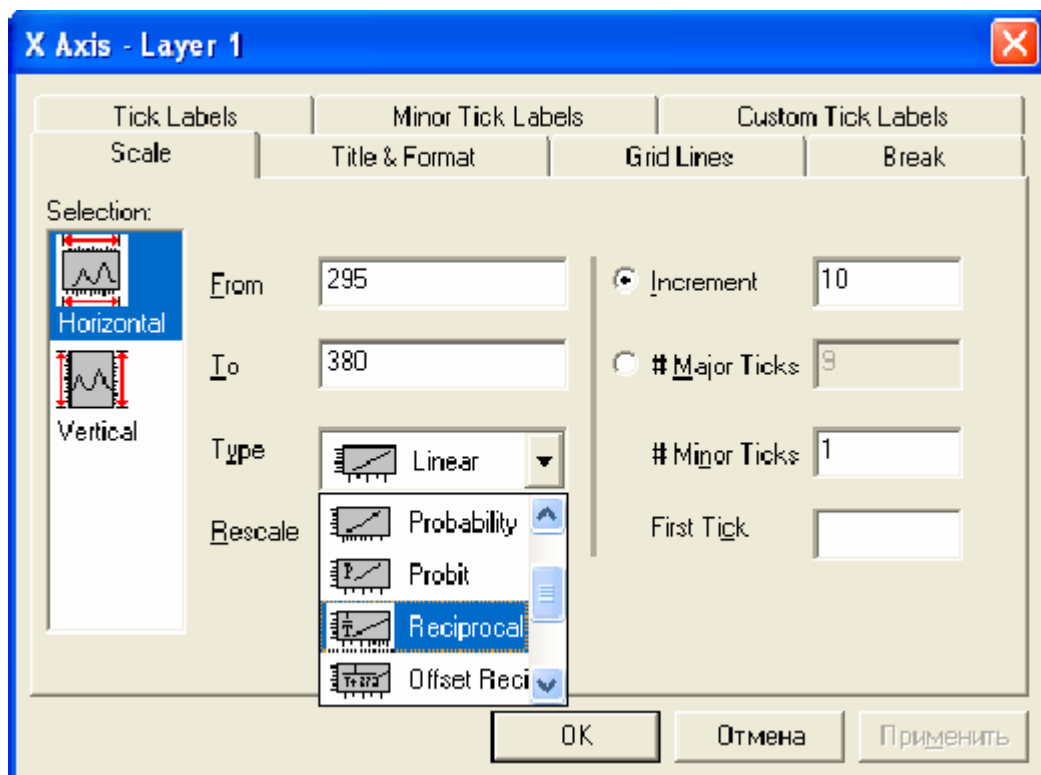 X Axis - Layer 1
Tick Labels
Minor Tick Labels
Custom Tick Labels
Scale
Title & Format
Grid Lines
Break
Selection:
Horizontal
Vertical
From
295
To
380
Type
Linear
Rescale
Probability
Probit
Reciprocal
Offset Reci
Increment
10
# Major Ticks
9
# Minor Ticks
1
First Tick
OK
Отмена
Применить